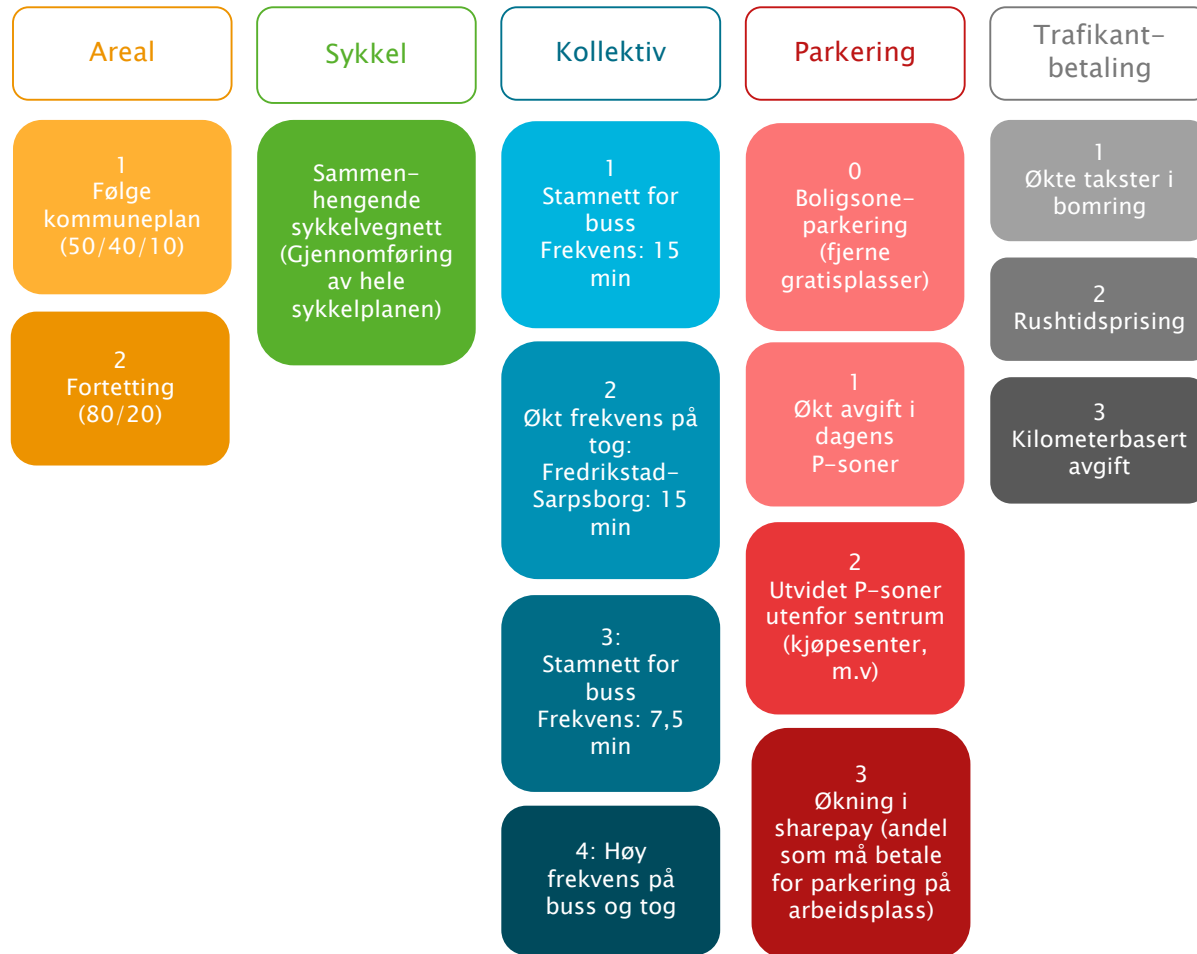 Areal
Sykkel
Kollektiv
Parkering
Trafikant–
betaling
1
Følge
kommuneplan
(50/40/10)
2
Fortetting
(80/20)
Sammen–
hengende
sykkelvegnett
(Gjennomføring
av hele
sykkelplanen)
1
Stamnett for
buss
Frekvens: 15
min
2
Økt frekvens på
tog:
Fredrikstad–
Sarpsborg: 15
min
3:
Stamnett for
buss
Frekvens: 7,5
min
4: Høy
frekvens på
buss og tog
0
Boligsone–
parkering
(fjerne
gratisplasser)
1
Økt avgift i
dagens
P–soner
2
Utvidet P–soner
utenfor sentrum
(kjøpesenter,
m.v)
3
Økning i
sharepay (andel
som må betale
for parkering på
arbeidsplass)
1
Økte takster i
bomring
2
Rushtidsprising
3
Kilometerbasert
avgift